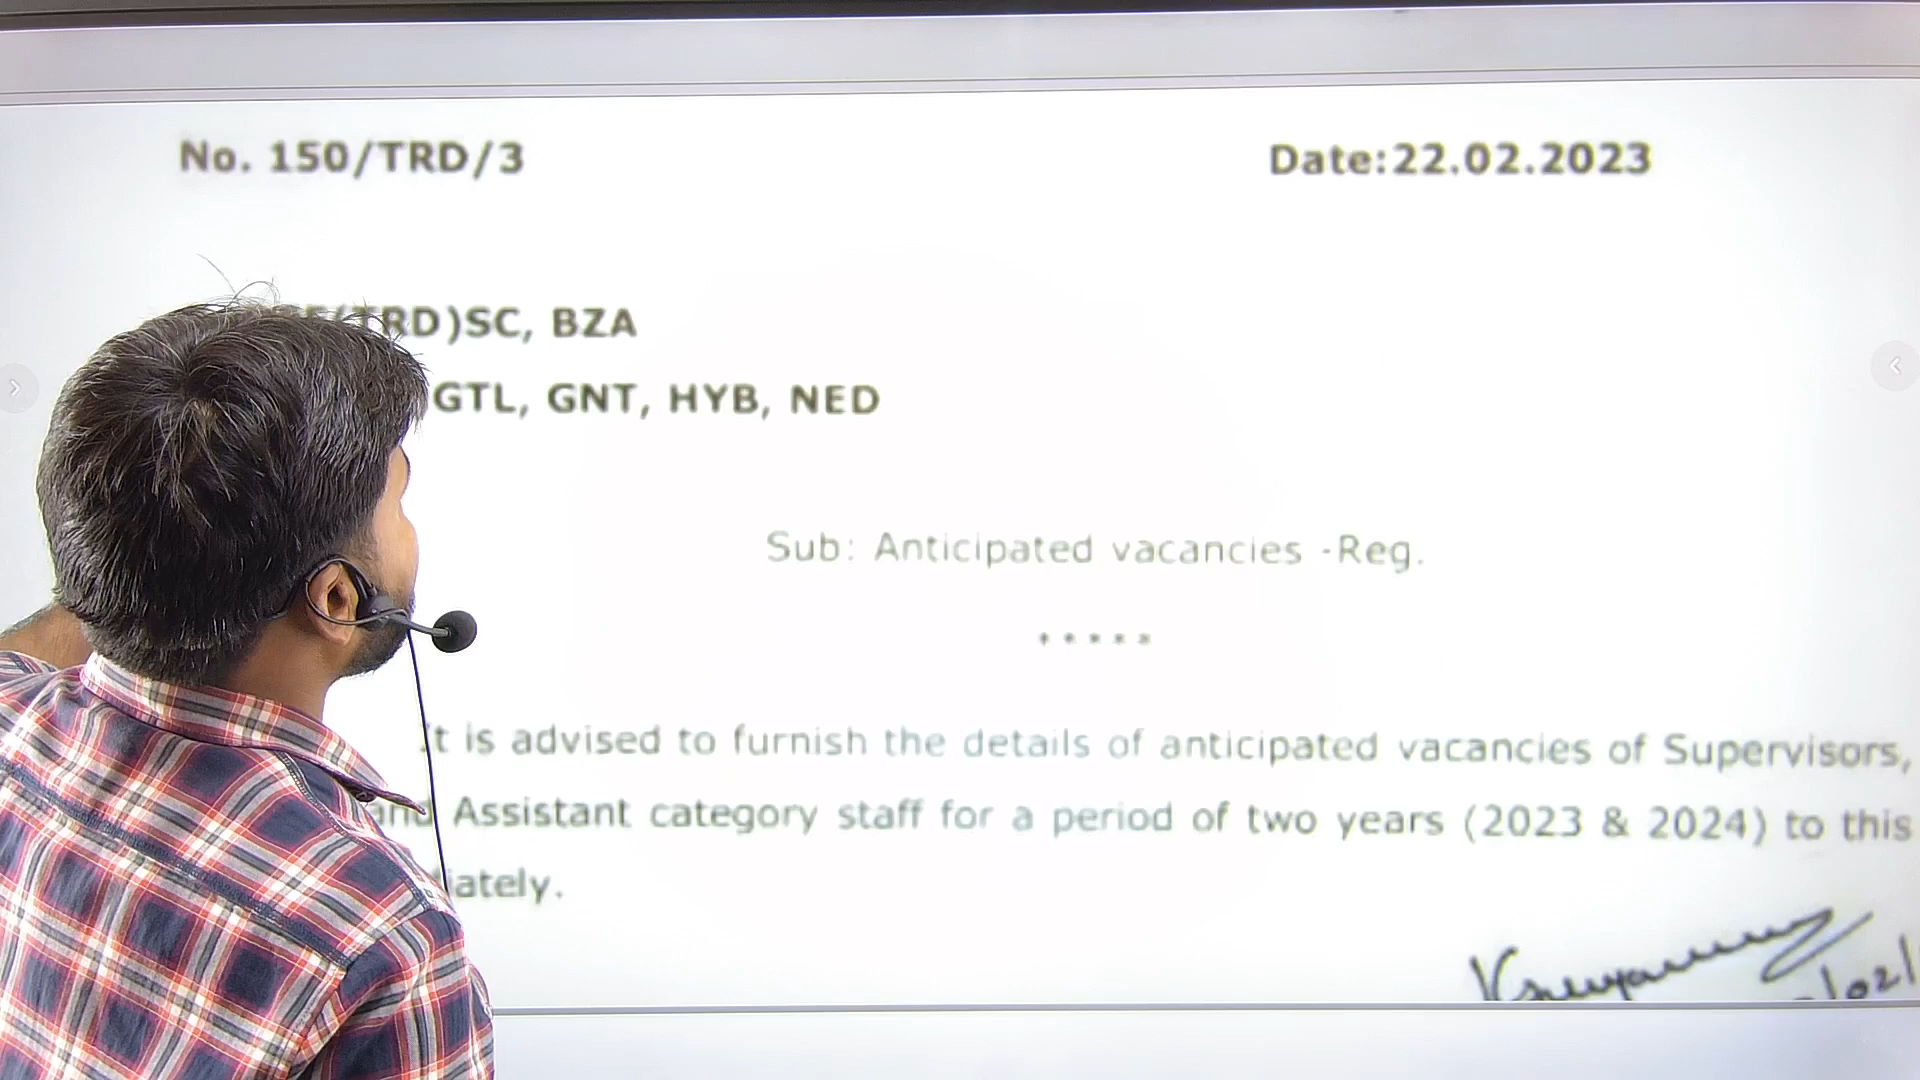 No. 150/TRD/3 Date:22.02.2023
SC, BZA
GTL, GNT, HYB, NED
Sub: Anticipated vacancies -Reg.
*****
It is advised to furnish the details of anticipated vacancies of Supervisors,
and Assistant category staff for a period of two years (2023 & 2024) to this
iately.